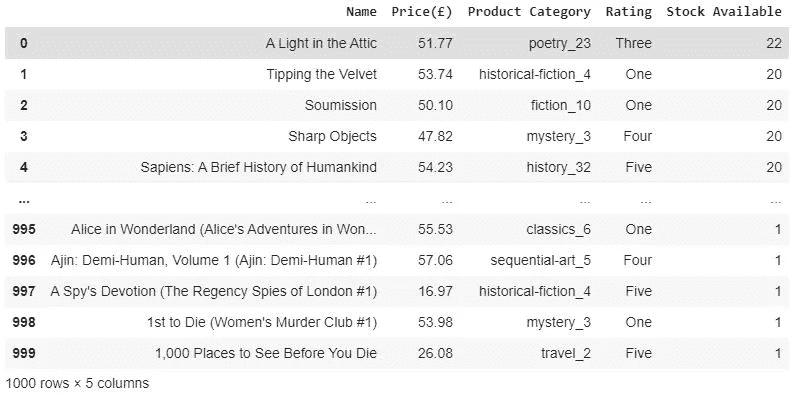 Name Price(£) Product Category Rating Stock Available
0 A Light in the Attic 51.77 poetry_23 Three 22
1 Tipping the Velvet 53.74 historical-fiction_4 One 20
2 Soumission 50.10 fiction_10 One 20
3 Sharp Objects 47.82 mystery_3 Four 20
4 Sapiens: A Brief History of Humankind 54.23 history_32 Five 20
... ... ... ... ... ...
995 Alice in Wonderland (Alice's Adventures in Won... 55.53 classics_6 One 1
996 Ajin: Demi-Human, Volume 1 (Ajin: Demi-Human #1) 57.06 sequential-art_5 Four 1
997 A Spy's Devotion (The Regency Spies of London #1) 16.97 historical-fiction_4 Five 1
998 1st to Die (Women's Murder Club #1) 53.98 mystery_3 One 1
999 1,000 Places to See Before You Die 26.08 travel_2 Five 1
1000 rows × 5 columns